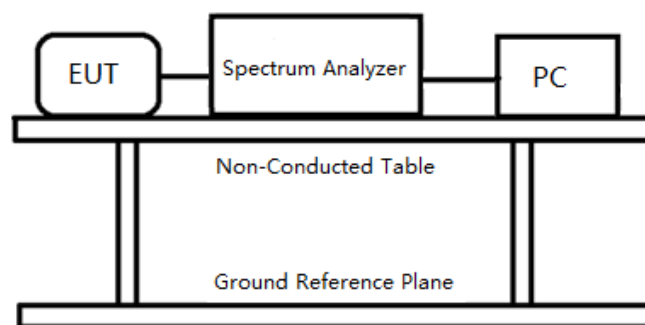 EUT
Spectrum Analyzer
PC
Non-Conducted Table
Ground Reference Plane